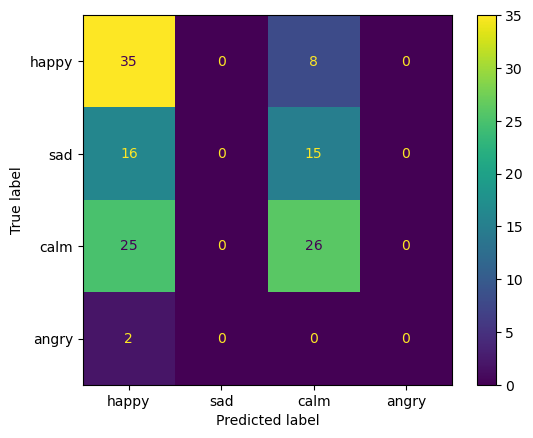 True label
happy 35 0 8 0
sad 16 0 15 0
calm 25 0 26 0
angry 2 0 0 0
happy sad calm angry
Predicted label
35
30
25
20
15
10
5
0